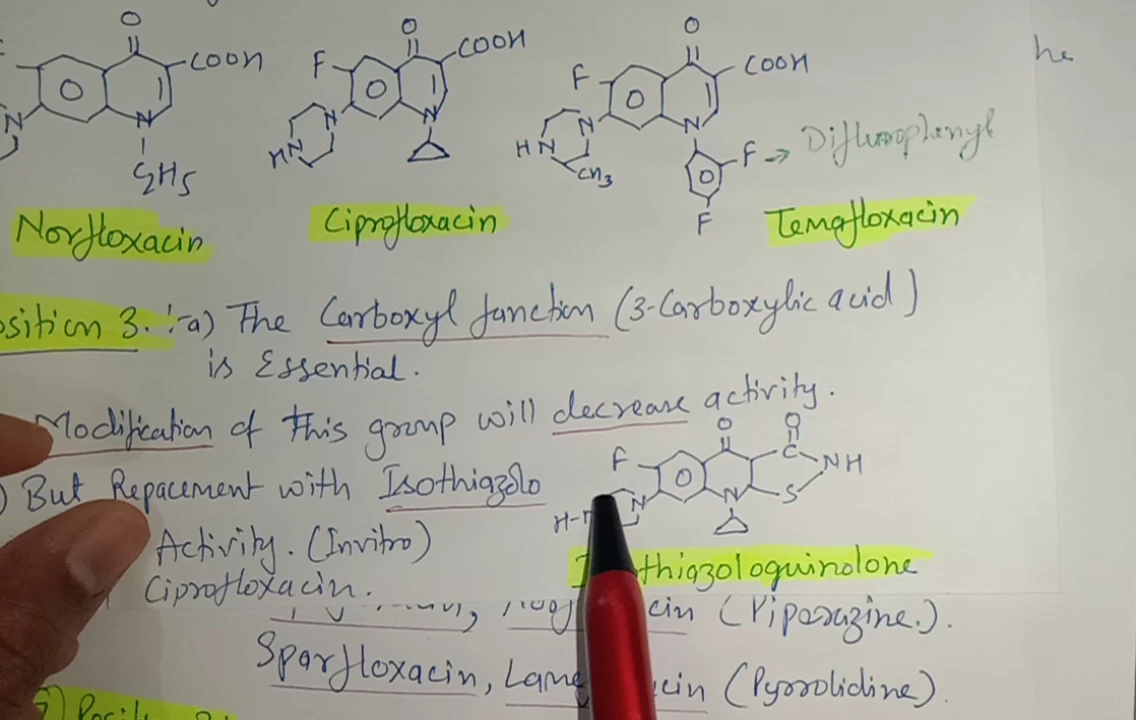 O O O
COOH F COOH F COOH he
N N N N N
HN HN CH3 F → Difluorophenyl
C2H5 F
Norfloxacin Ciprofloxacin Temafloxacin
sition 3. :-a) The Carboxyl function (3-Carboxylic acid)
is Essential.
Modification of this group will decrease activity.
O O
F C NH
) But Repacement with Isothiazolo N N S
H-
Activity. (Invitro)
thiazoloquinolone
Ciprofloxacin.
cin (Piperazine.).
Sparfloxacin, Lome cin (Pyrrolidine).